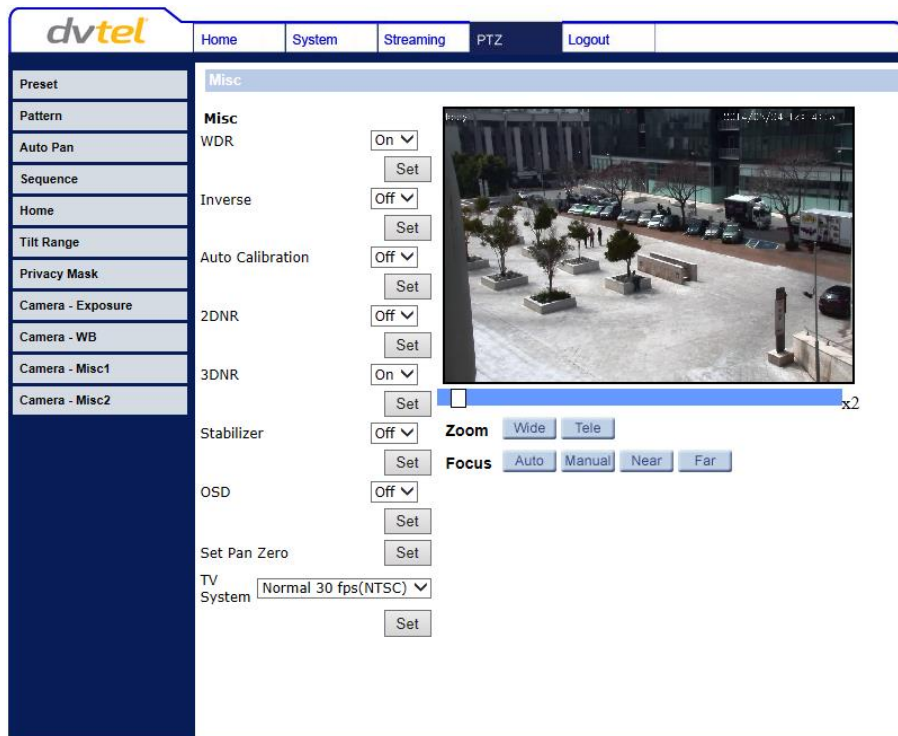 dvtel
Home System Streaming PTZ Logout
Preset
Pattern
Auto Pan
Sequence
Home
Tilt Range
Privacy Mask
Camera - Exposure
Camera - WB
Camera - Misc1
Camera - Misc2
Misc
Misc
WDR On
Set
Inverse Off
Set
Auto Calibration Off
Set
2DNR Off
Set
3DNR On
Set
Stabilizer Off
Set
OSD Off
Set
Set Pan Zero Set
TV System Normal 30 fps(NTSC)
Set
x2
Zoom Wide Tele
Focus Auto Manual Near Far